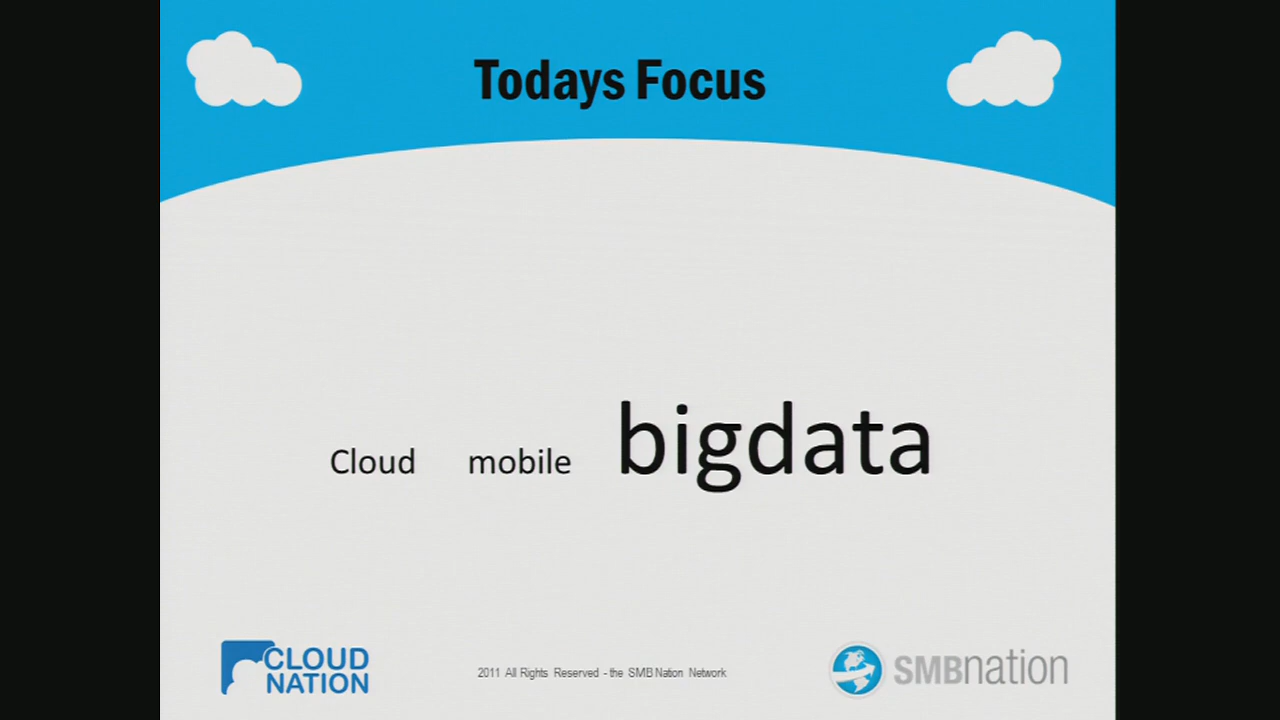 Todays Focus
Cloud mobile bigdata
CLOUD
NATION
2011 All Rights Reserved - the SMB Nation Network
SMBnation